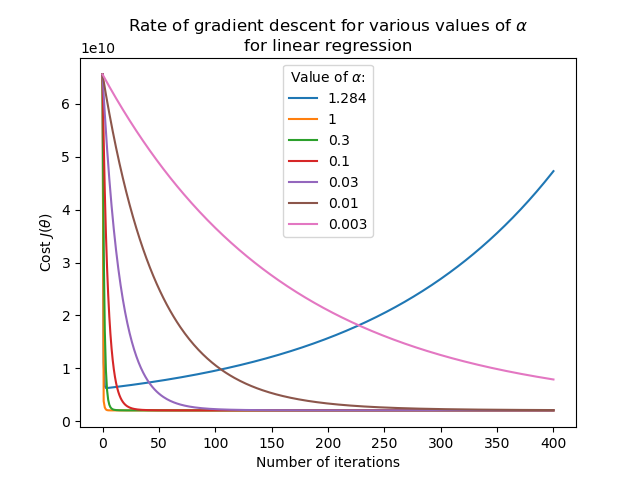 Rate of gradient descent for various values of α
for linear regression
1e10
Value of α:
1.284
1
0.3
0.1
0.03
0.01
0.003
6
5
4
3
2
1
0
Cost J(θ)
0 50 100 150 200 250 300 350 400
Number of iterations